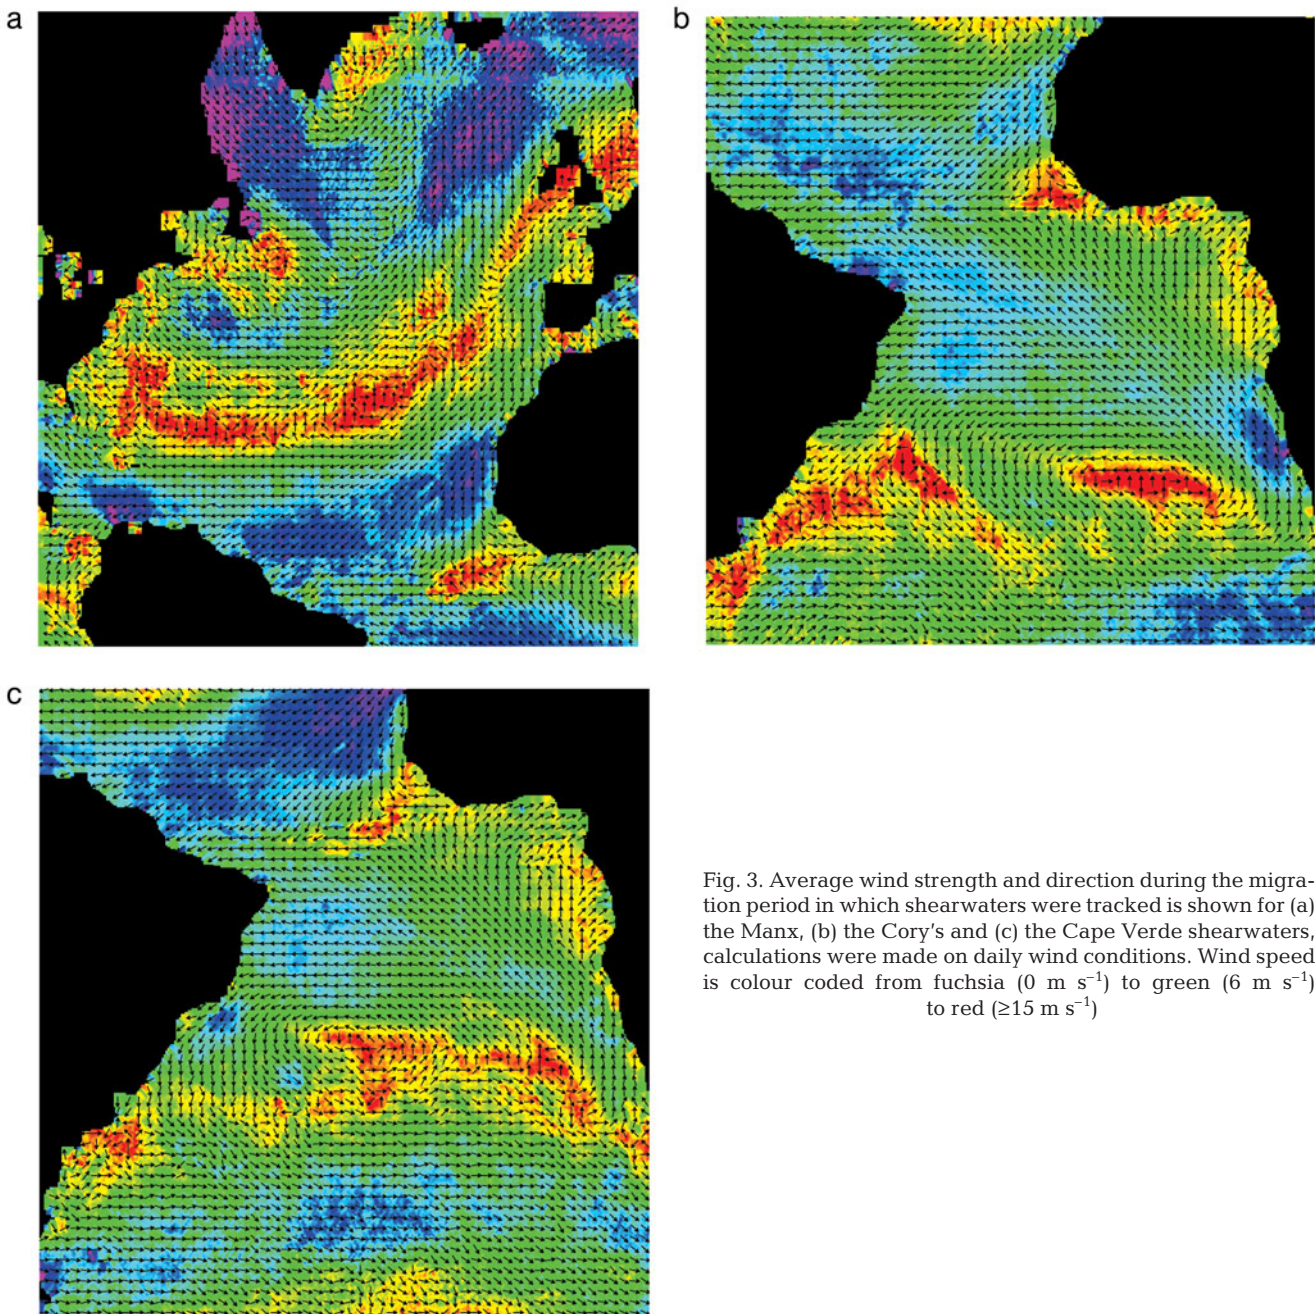 a
b
c
Fig. 3. Average wind strength and direction during the migra-
tion period in which shearwaters were tracked is shown for (a)
the Manx, (b) the Cory's and (c) the Cape Verde shearwaters,
calculations were made on daily wind conditions. Wind speed
is colour coded from fuchsia (0 m s⁻¹) to green (6 m s⁻¹)
to red (≥15 m s⁻¹)